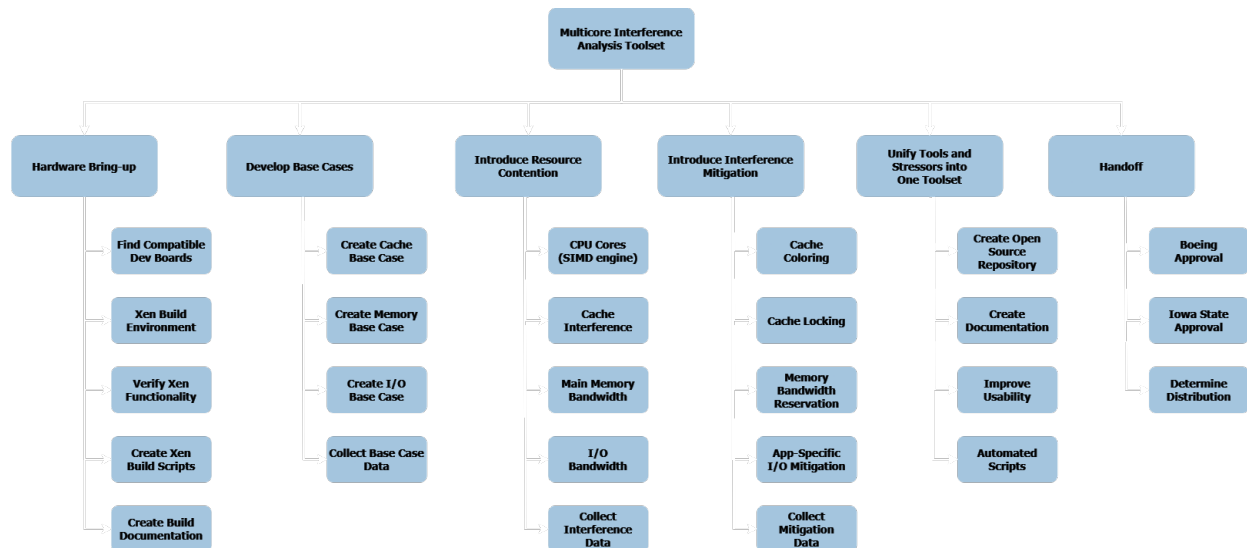 Multicore Interference
Analysis Toolset
Hardware Bring-up
Develop Base Cases
Introduce Resource
Contention
Introduce Interference
Mitigation
Unify Tools and
Stressors into
One Toolset
Handoff
Find Compatible
Dev Boards
Xen Build
Environment
Verify Xen
Functionality
Create Xen
Build Scripts
Create Build
Documentation
Create Cache
Base Case
Create Memory
Base Case
Create I/O
Base Case
Collect Base Case
Data
CPU Cores
(SIMD engine)
Cache
Interference
Main Memory
Bandwidth
I/O
Bandwidth
Collect
Interference
Data
Cache
Coloring
Cache Locking
Memory
Bandwidth
Reservation
App-Specific
I/O Mitigation
Collect
Mitigation
Data
Create Open
Source
Repository
Create
Documentation
Improve
Usability
Automated
Scripts
Boeing
Approval
Iowa State
Approval
Determine
Distribution